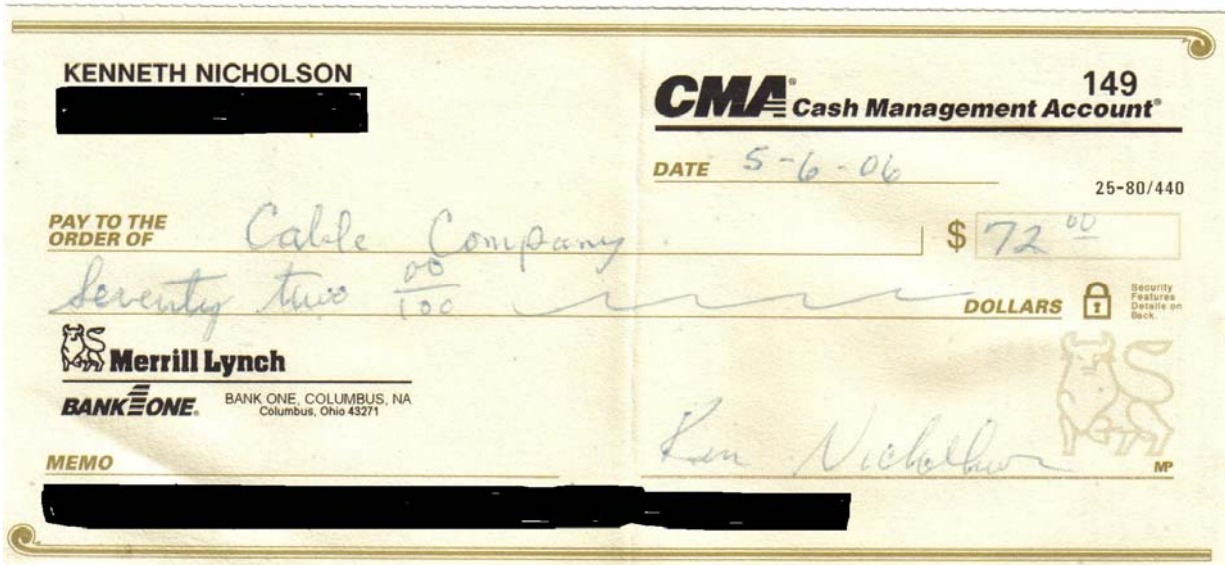 KENNETH NICHOLSON
149
CMA® Cash Management Account®
DATE 5-6-06
25-80/440
PAY TO THE ORDER OF Cable Company
$ 72 00
Seventy two 00/100 DOLLARS
Security Features Details on Back.
Merrill Lynch
BANK ONE. BANK ONE, COLUMBUS, NA
Columbus, Ohio 43271
MEMO
Ken Nicholson
MP